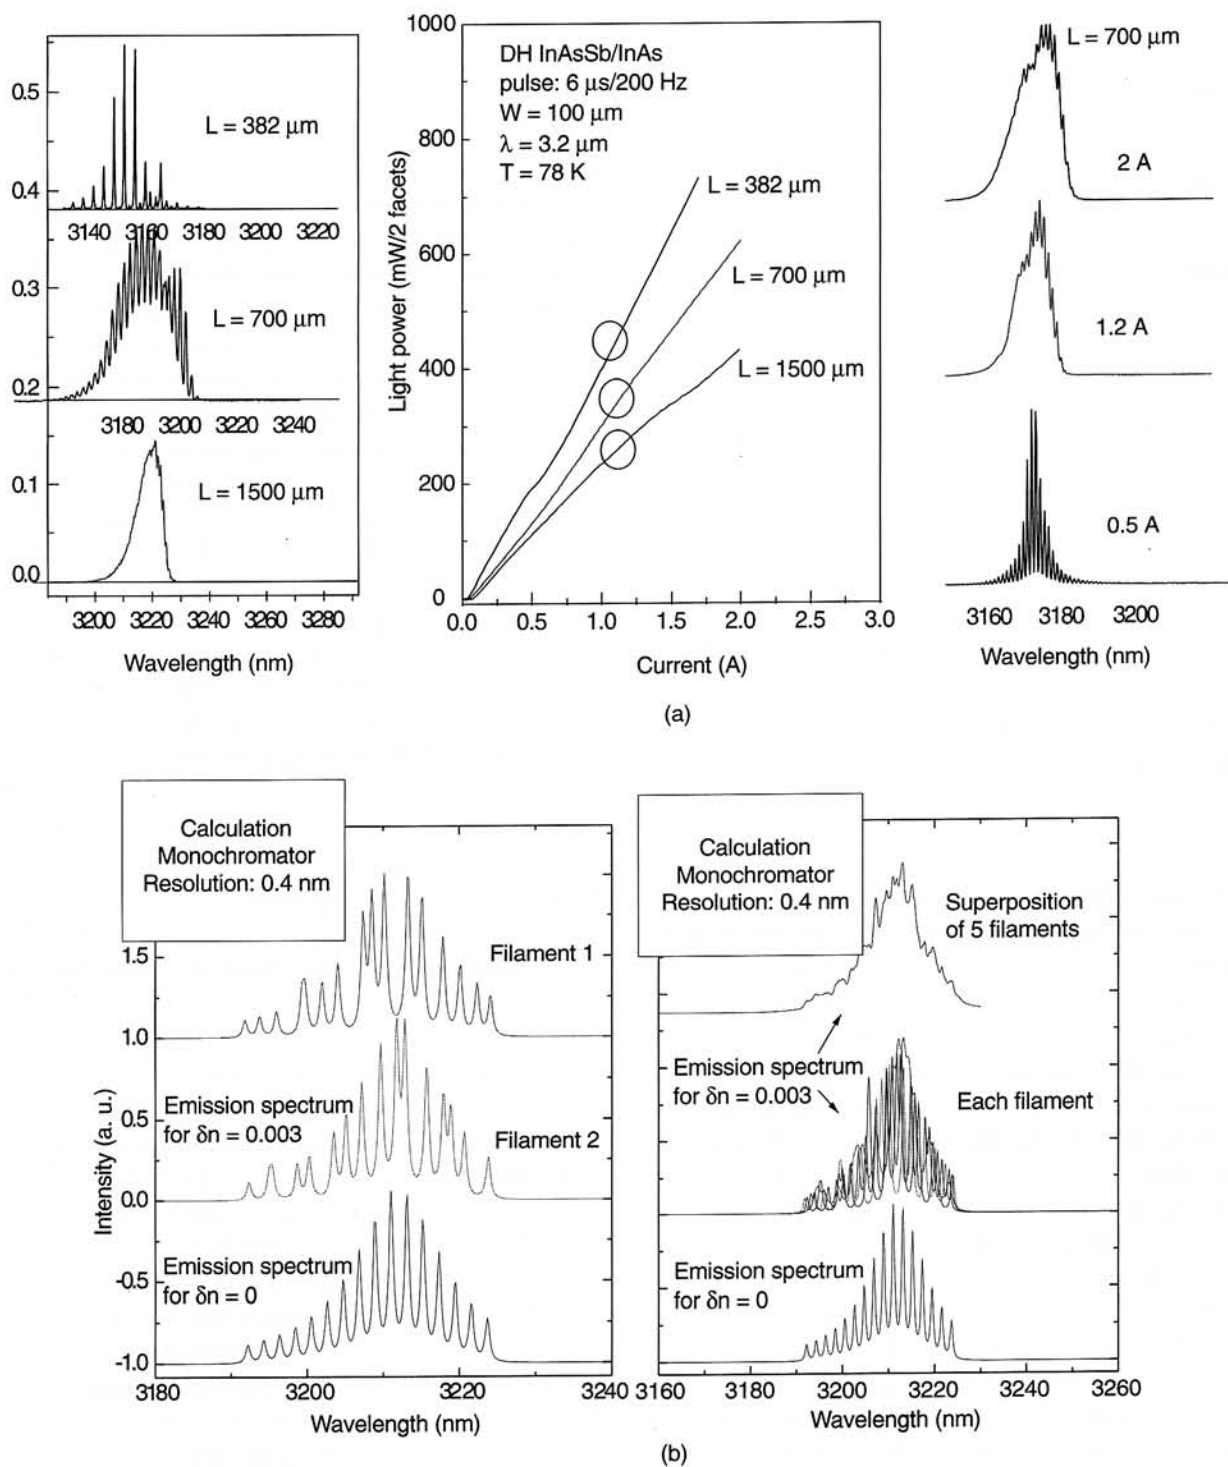 0.5
0.4
L = 382 μm
3140 3160 3180 3200 3220
0.3
L = 700 μm
0.2
3180 3200 3220 3240
0.1
L = 1500 μm
0.0
3200 3220 3240 3260 3280
Wavelength (nm)
1000
800
600
400
200
0
Light power (mW/2 facets)
DH InAsSb/InAs
pulse: 6 μs/200 Hz
W = 100 μm
λ = 3.2 μm
T = 78 K
L = 382 μm
L = 700 μm
L = 1500 μm
0.0 0.5 1.0 1.5 2.0 2.5 3.0
Current (A)
L = 700 μm
2 A
1.2 A
0.5 A
3160 3180 3200
Wavelength (nm)
(a)
Calculation
Monochromator
Resolution: 0.4 nm
1.5
Filament 1
1.0
Emission spectrum
for δn = 0.003
0.5
Filament 2
0.0
Emission spectrum
for δn = 0
-0.5
-1.0
Intensity (a. u.)
3180 3200 3220 3240
Wavelength (nm)
Calculation
Monochromator
Resolution: 0.4 nm
Superposition
of 5 filaments
Emission spectrum
for δn = 0.003
Each filament
Emission spectrum
for δn = 0
3160 3180 3200 3220 3240 3260
Wavelength (nm)
(b)